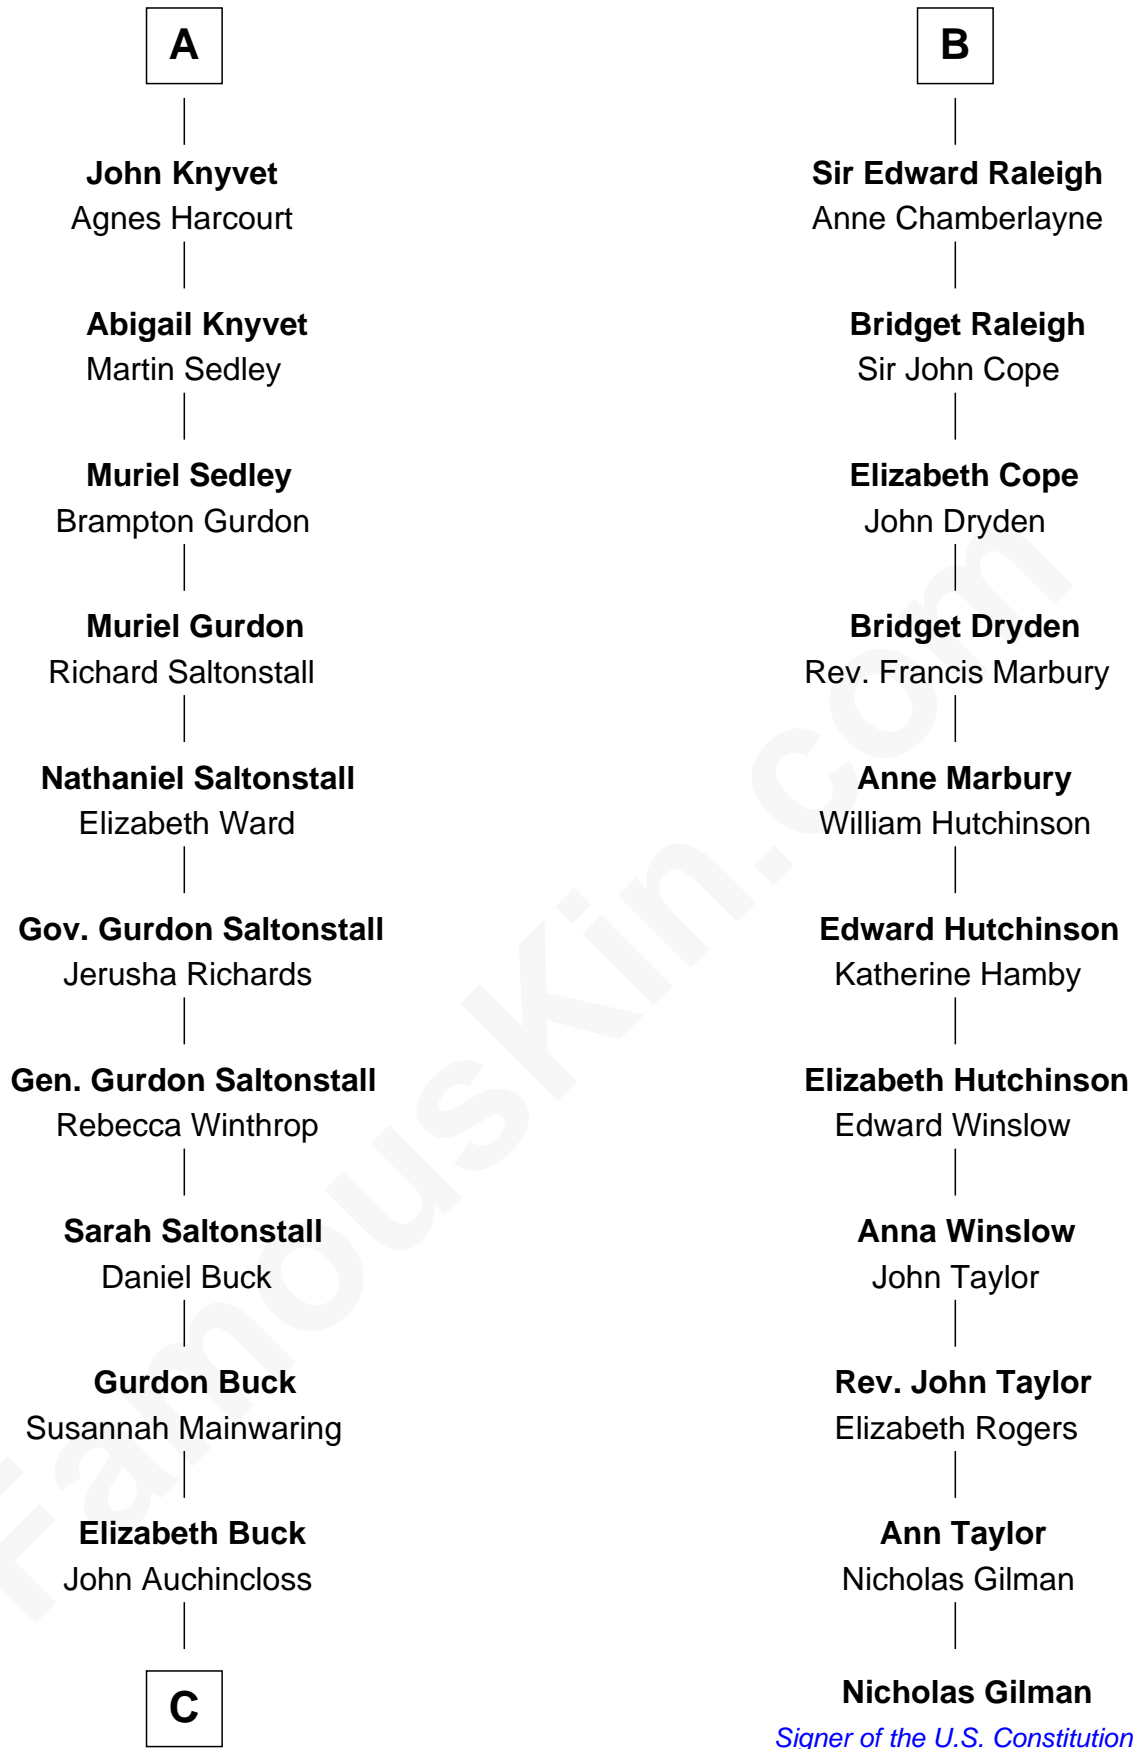 A
John Knyvet
Agnes Harcourt
Abigail Knyvet
Martin Sedley
Muriel Sedley
Brampton Gurdon
Muriel Gurdon
Richard Saltonstall
Nathaniel Saltonstall
Elizabeth Ward
Gov. Gurdon Saltonstall
Jerusha Richards
Gen. Gurdon Saltonstall
Rebecca Winthrop
Sarah Saltonstall
Daniel Buck
Gurdon Buck
Susannah Mainwaring
Elizabeth Buck
John Auchincloss
C
B
Sir Edward Raleigh
Anne Chamberlayne
Bridget Raleigh
Sir John Cope
Elizabeth Cope
John Dryden
Bridget Dryden
Rev. Francis Marbury
Anne Marbury
William Hutchinson
Edward Hutchinson
Katherine Hamby
Elizabeth Hutchinson
Edward Winslow
Anna Winslow
John Taylor
Rev. John Taylor
Elizabeth Rogers
Ann Taylor
Nicholas Gilman
Nicholas Gilman
Signer of the U.S. Constitution
FamousKin.com